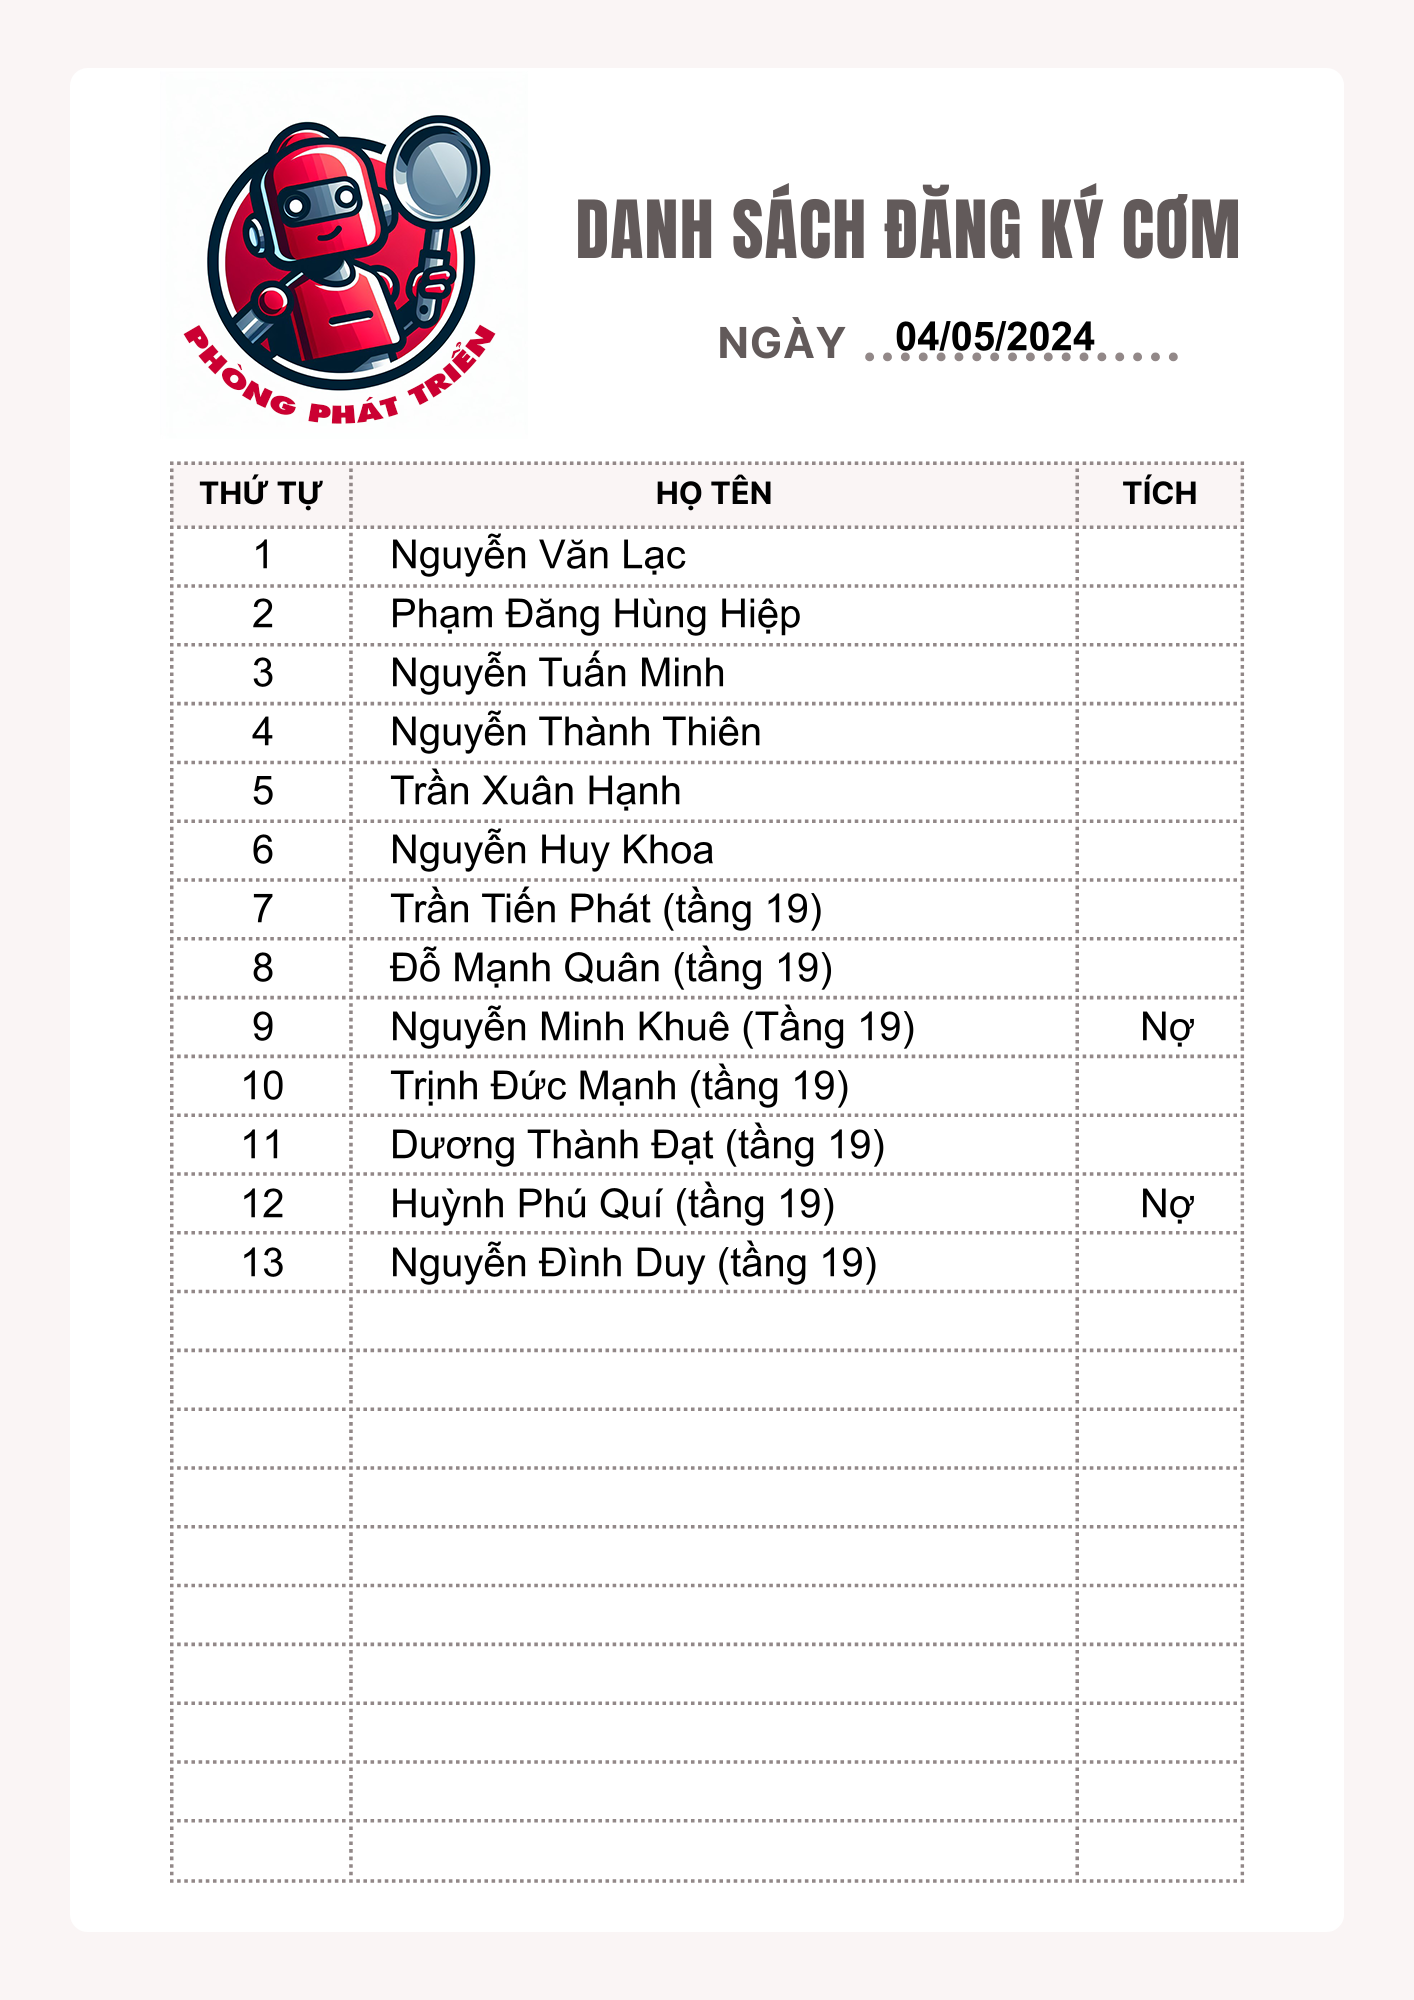 PHÒNG PHÁT TRIỂN
DANH SÁCH ĐĂNG KÝ CƠM
NGÀY 04/05/2024
THỨ TỰ HỌ TÊN TÍCH
1 Nguyễn Văn Lạc
2 Phạm Đăng Hùng Hiệp
3 Nguyễn Tuấn Minh
4 Nguyễn Thành Thiên
5 Trần Xuân Hạnh
6 Nguyễn Huy Khoa
7 Trần Tiến Phát (tầng 19)
8 Đỗ Mạnh Quân (tầng 19)
9 Nguyễn Minh Khuê (Tầng 19) Nợ
10 Trịnh Đức Mạnh (tầng 19)
11 Dương Thành Đạt (tầng 19)
12 Huỳnh Phú Quí (tầng 19) Nợ
13 Nguyễn Đình Duy (tầng 19)